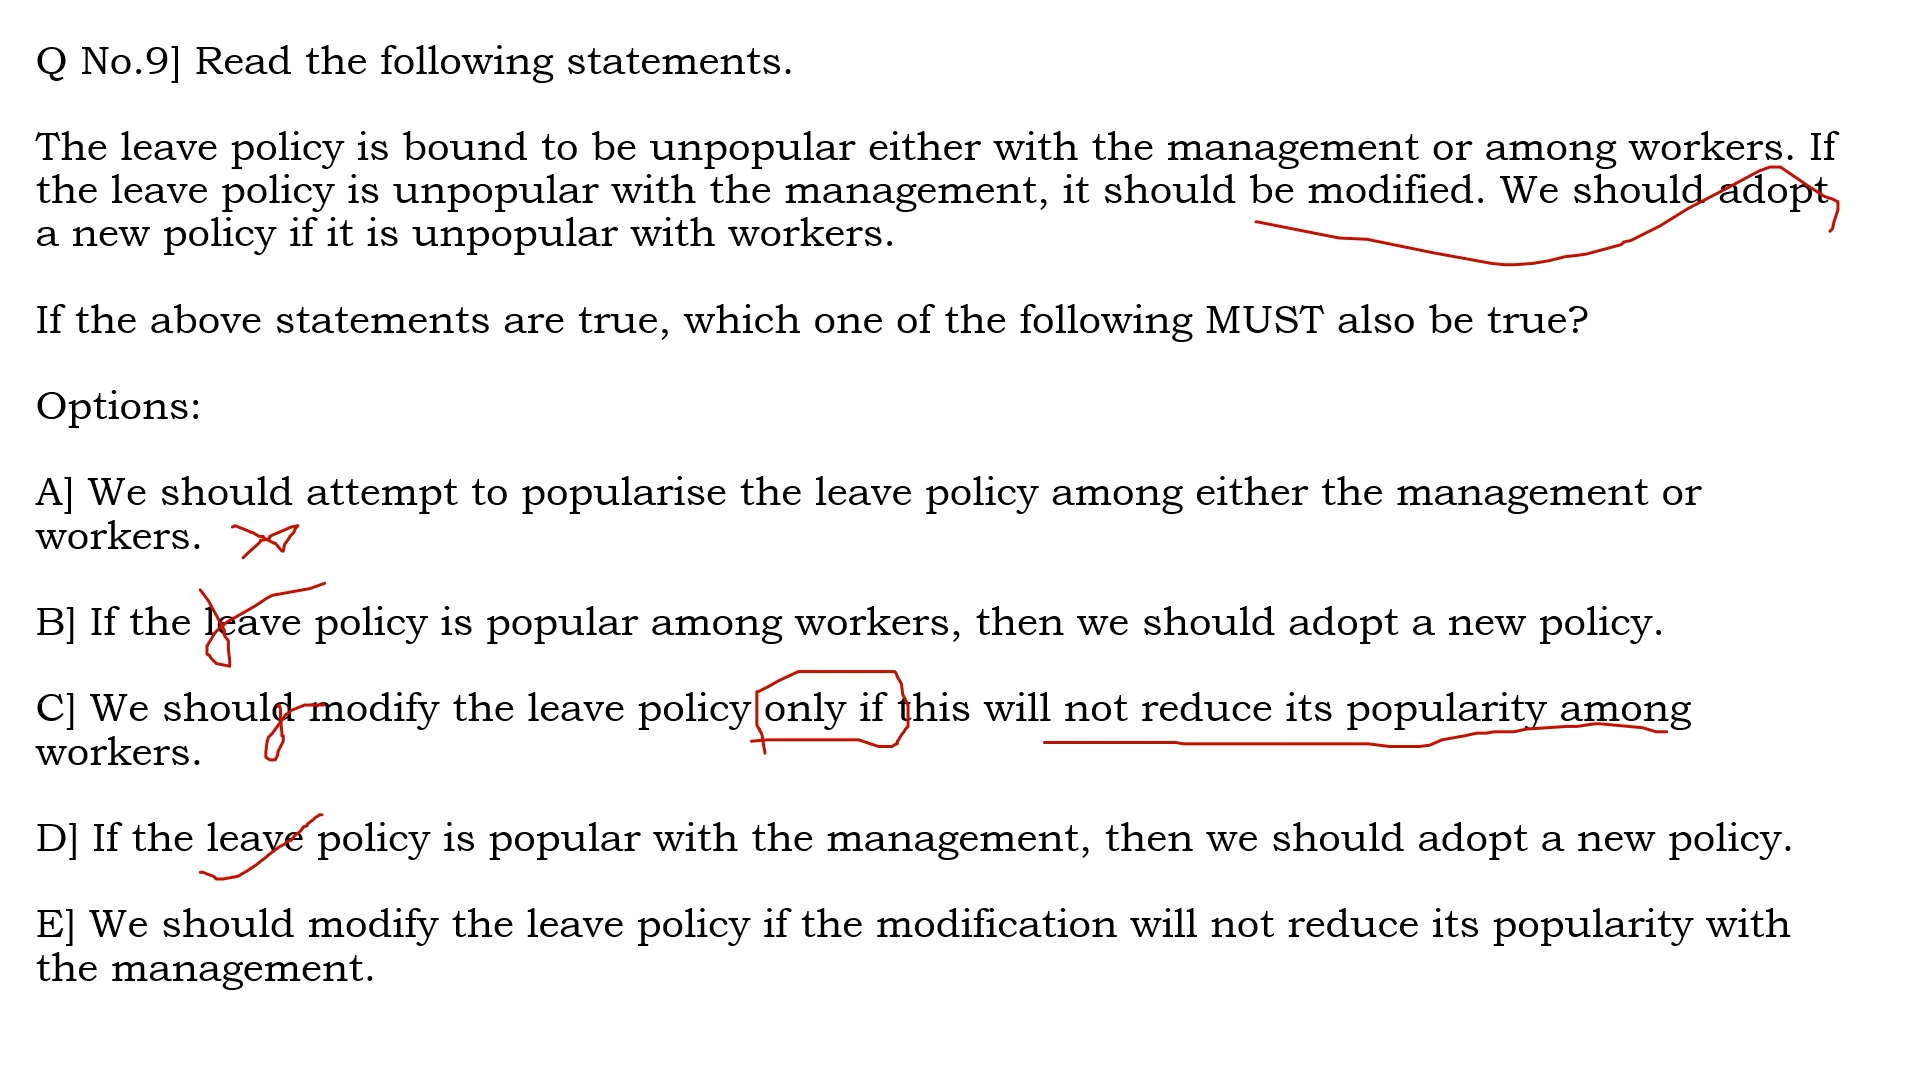 Q No.9] Read the following statements.
The leave policy is bound to be unpopular either with the management or among workers. If
the leave policy is unpopular with the management, it should be modified. We should adopt
a new policy if it is unpopular with workers.
If the above statements are true, which one of the following MUST also be true?
Options:
A] We should attempt to popularise the leave policy among either the management or
workers.
B] If the leave policy is popular among workers, then we should adopt a new policy.
C] We should modify the leave policy only if this will not reduce its popularity among
workers.
D] If the leave policy is popular with the management, then we should adopt a new policy.
E] We should modify the leave policy if the modification will not reduce its popularity with
the management.